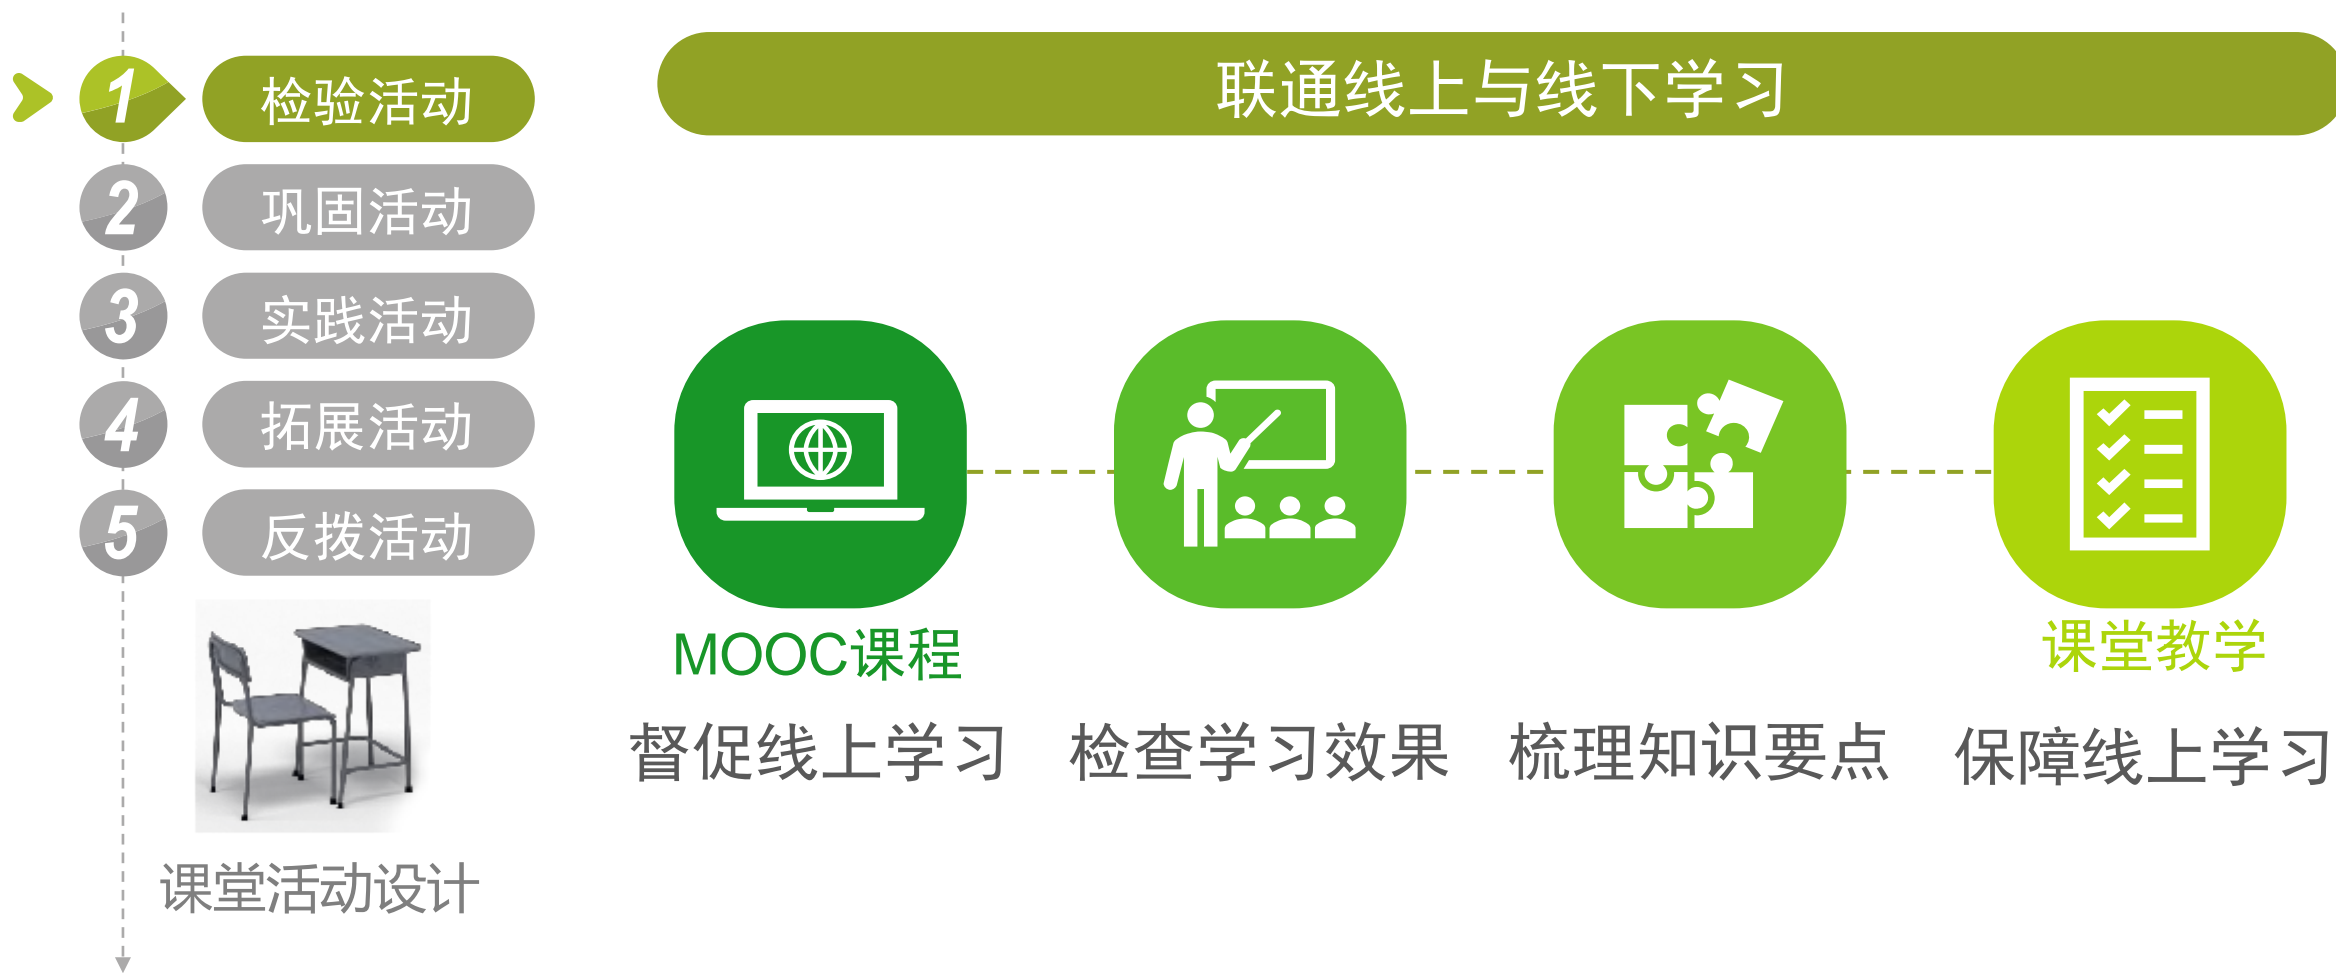 1 检验活动
2 巩固活动
3 实践活动
4 拓展活动
5 反拨活动
课堂活动设计
联通线上与线下学习
MOOC课程
课堂教学
督促线上学习
检查学习效果
梳理知识要点
保障线上学习